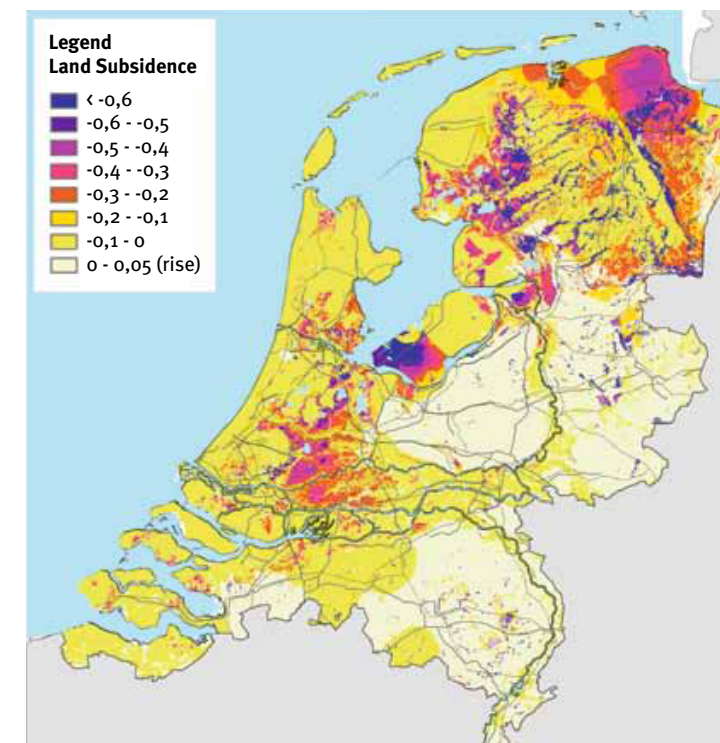 Legend
Land Subsidence
< -0,6
-0,6 - -0,5
-0,5 - -0,4
-0,4 - -0,3
-0,3 - -0,2
-0,2 - -0,1
-0,1 - 0
0 - 0,05 (rise)